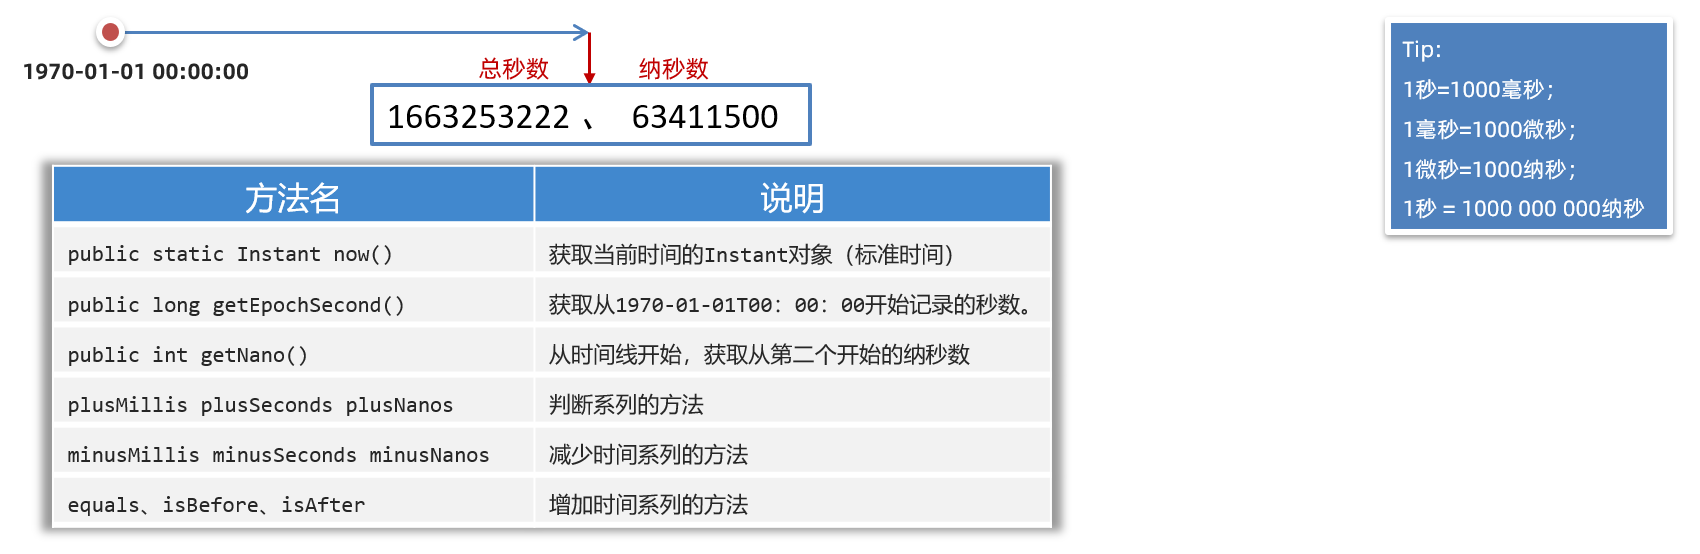 1970-01-01 00:00:00
总秒数 纳秒数
1663253222 、 63411500
方法名 说明
public static Instant now() 获取当前时间的Instant对象（标准时间）
public long getEpochSecond() 获取从1970-01-01T00：00：00开始记录的秒数。
public int getNano() 从时间线开始，获取从第二个开始的纳秒数
plusMillis plusSeconds plusNanos 判断系列的方法
minusMillis minusSeconds minusNanos 减少时间系列的方法
equals、isBefore、isAfter 增加时间系列的方法
Tip:
1秒=1000毫秒；
1毫秒=1000微秒；
1微秒=1000纳秒；
1秒 = 1000 000 000纳秒